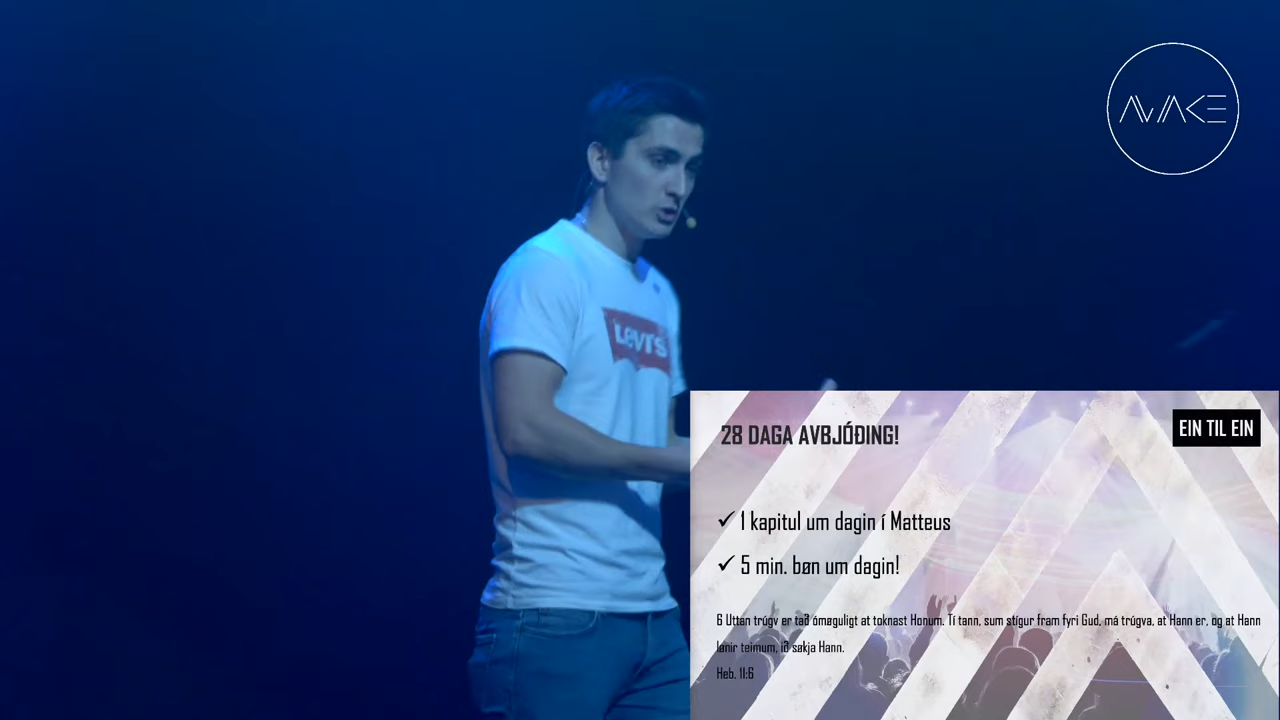 AWAKE
Levi's
28 DAGA AVBJÓÐING!
EIN TIL EIN
1 kapitul um dagin í Matteus
5 min. bøn um dagin!
6 Uttan trúgv er tað ómøguligt at toknast Honum. Tí tann, sum stígur fram fyri Gud, má trúgva, at Hann er, og at Hann
lønir teimum, ið søkja Hann.
Heb. 11:6